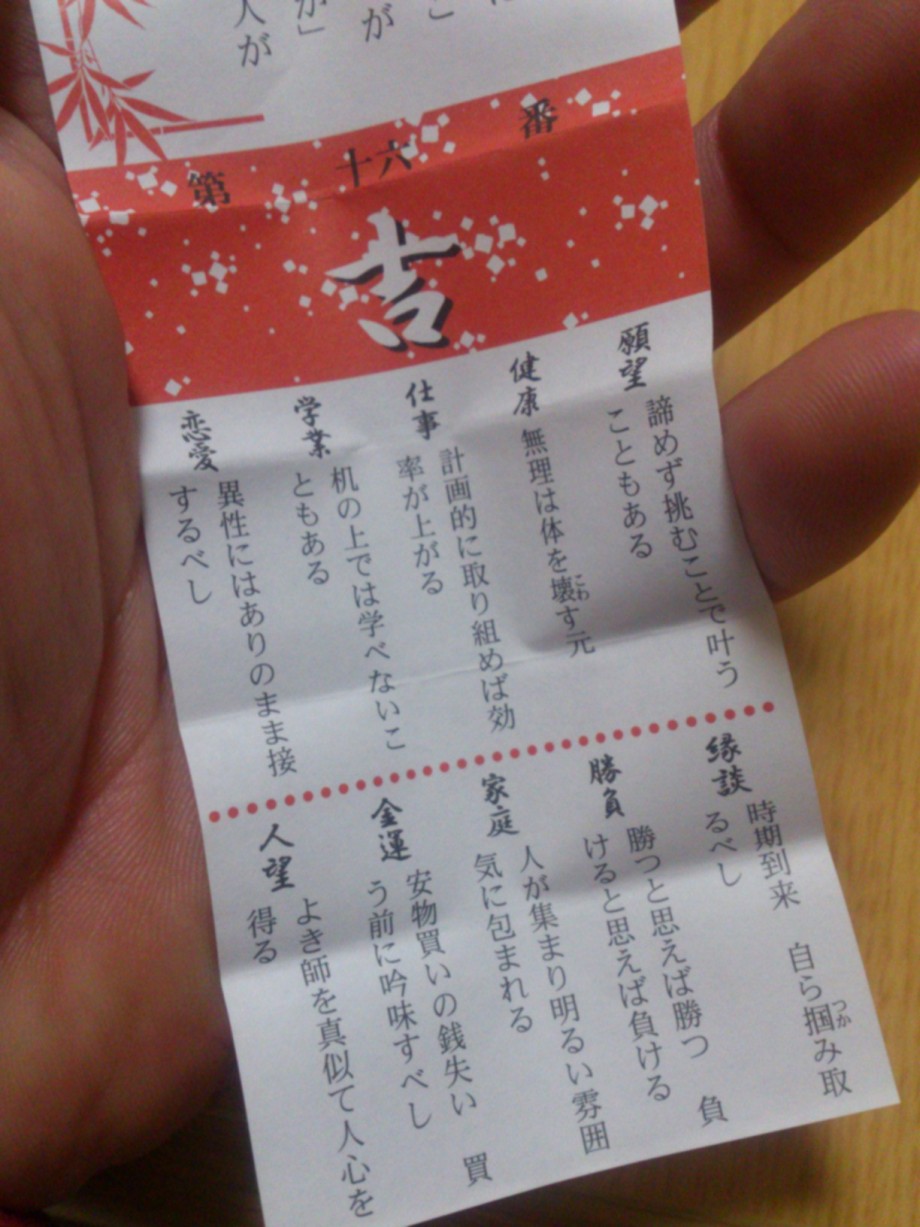 が」
が
人が
第十六番
吉
願望
諦めず挑むことで叶う
こともある
健康
無理は体を壊す元
こわ
仕事
計画的に取り組めば効
率が上がる
学業
机の上では学べないこ
ともある
恋愛
異性にはありのまま接
するべし
縁談
時期到来 自ら掴み取
つか
るべし
勝負
勝つと思えば勝つ 負
けると思えば負ける
家庭
人が集まり明るい雰囲
気に包まれる
金運
安物買いの銭失い 買
う前に吟味すべし
人望
よき師を真似て人心を
得る